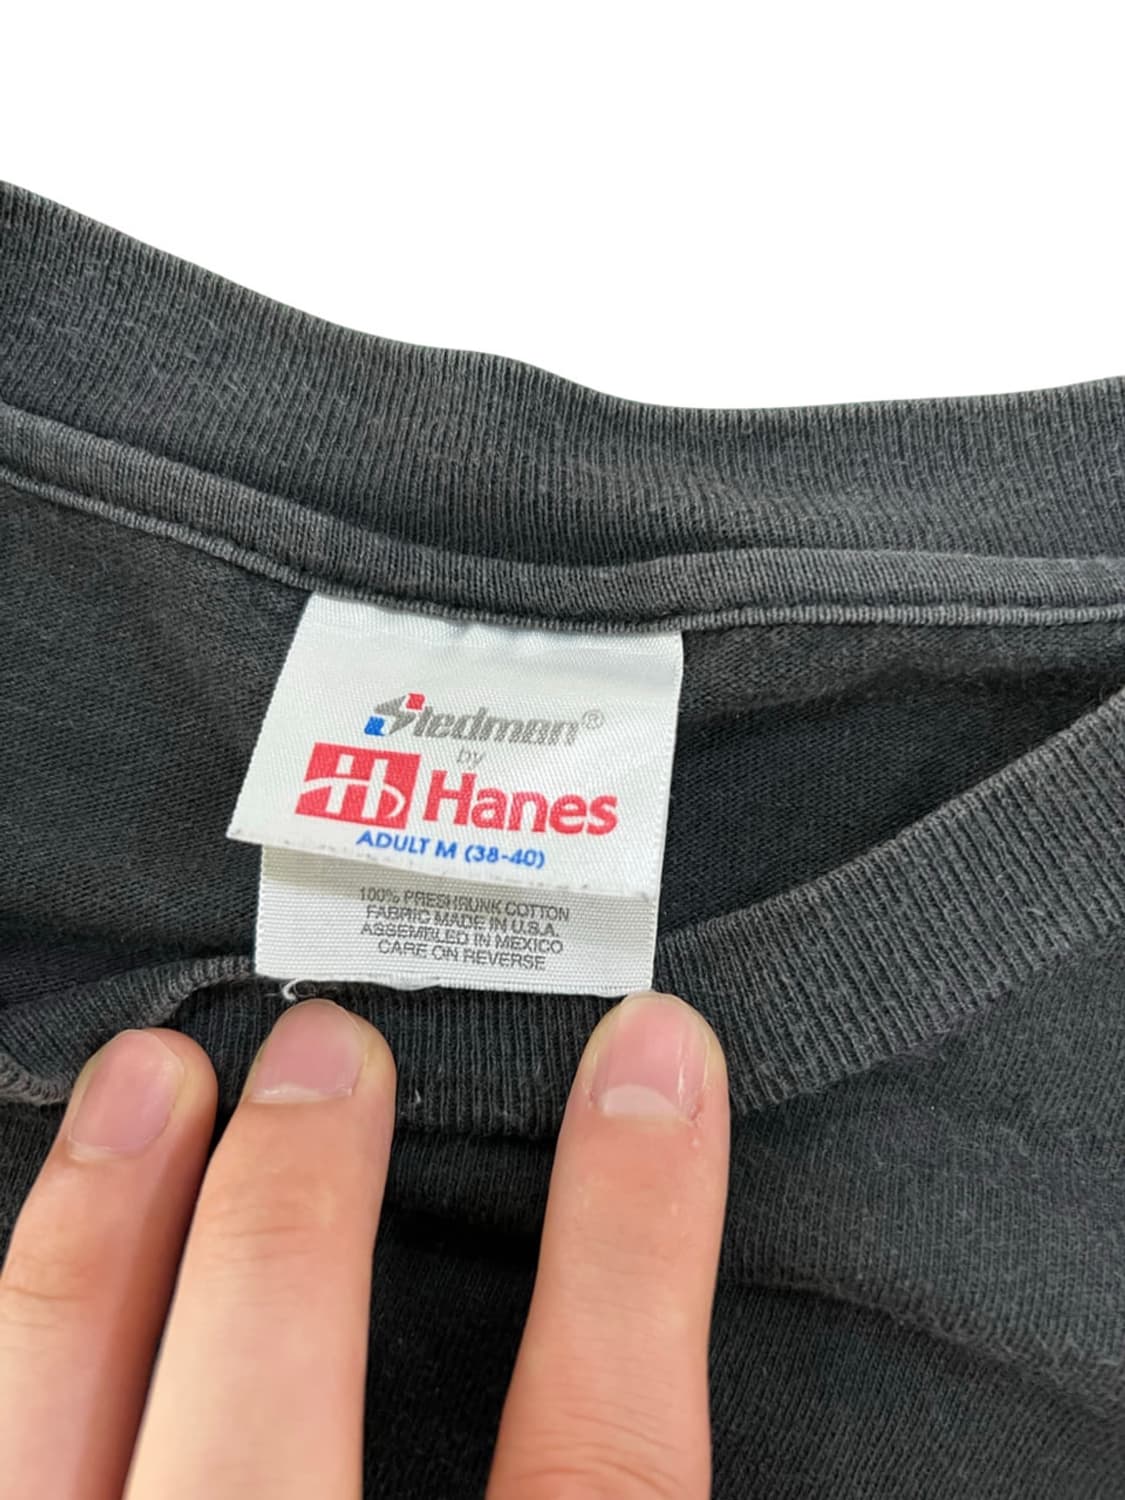 Stedman®
by
Hanes
ADULT M (38-40)
100% PRESHRUNK COTTON
FABRIC MADE IN U.S.A.
ASSEMBLED IN MEXICO
CARE ON REVERSE